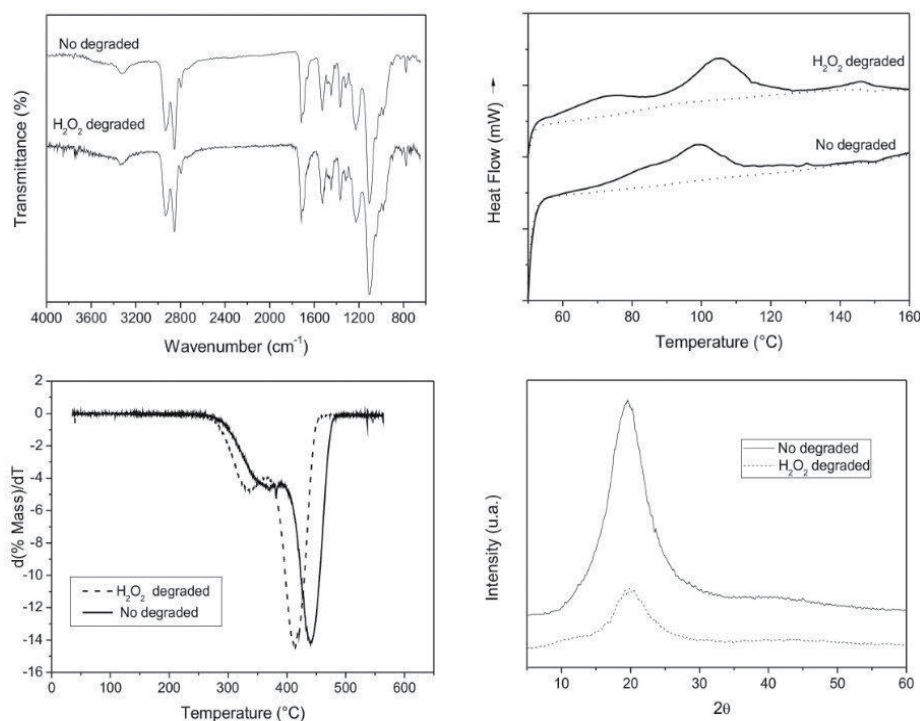 No degraded
H₂O₂ degraded
Transmittance (%)
4000 3600 3200 2800 2400 2000 1600 1200 800
Wavenumber (cm⁻¹)
H₂O₂ degraded
No degraded
Heat Flow (mW) →
60 80 100 120 140 160
Temperature (°C)
2
0
-2
-4
-6
-8
-10
-12
-14
-16
d(% Mass)/dT
H₂O₂ degraded
No degraded
0 100 200 300 400 500 600
Temperature (°C)
Intensity (u.a.)
No degraded
H₂O₂ degraded
10 20 30 40 50 60
2θ